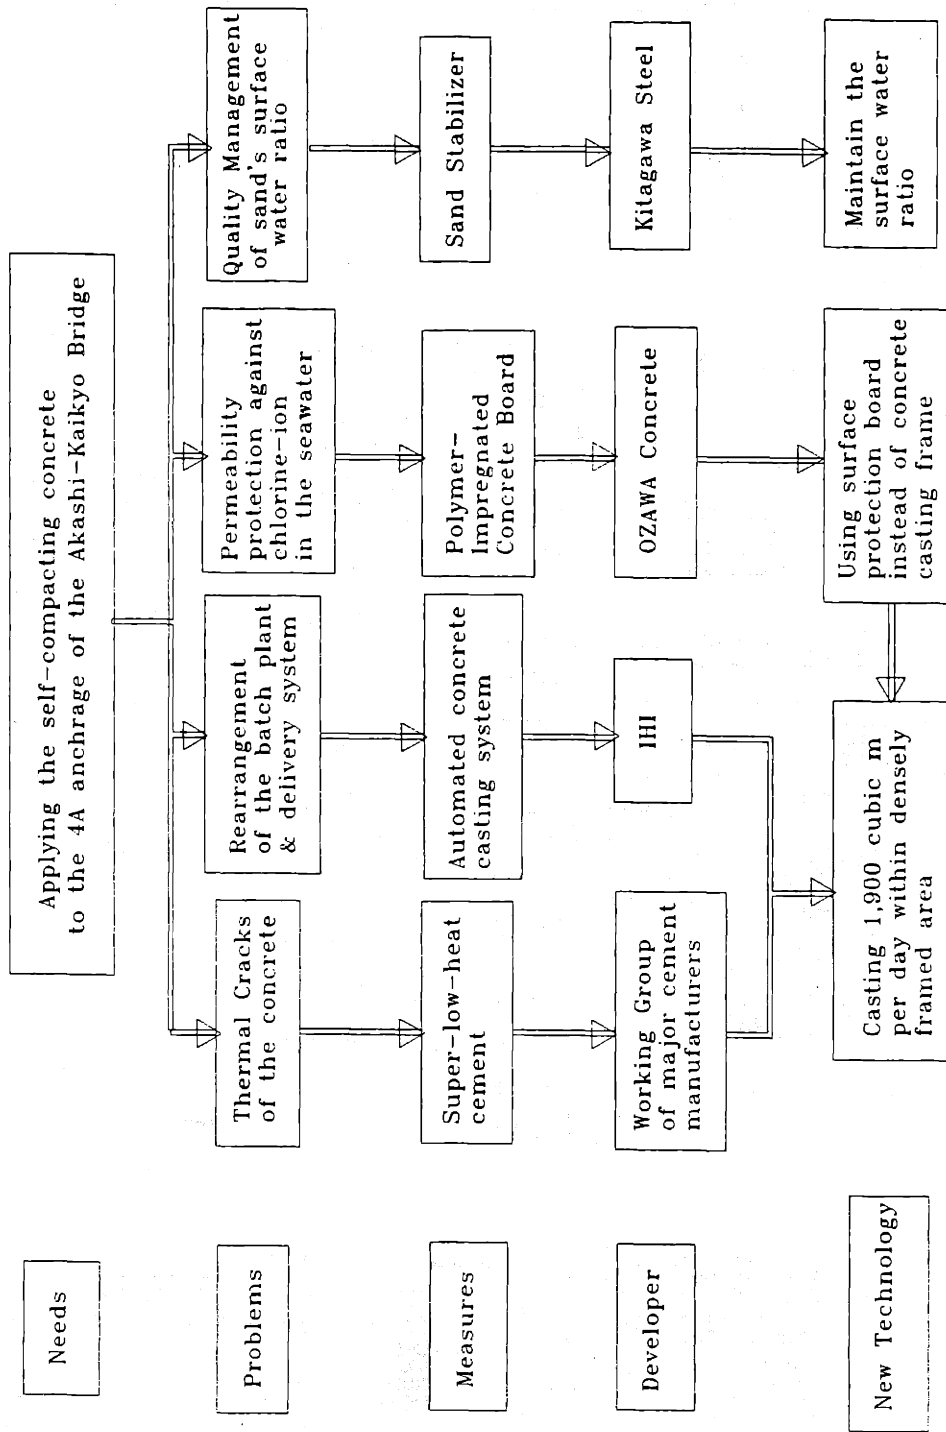 Needs
Applying the self-compacting concrete
to the 4A anchrage of the Akashi-Kaikyo Bridge
Problems
Thermal Cracks
of the concrete
Rearrangement
of the batch plant
& delivery system
Permeability
protection against
chlorine-ion
in the seawater
Quality Management
of sand's surface
water ratio
Measures
Super-low-heat
cement
Automated concrete
casting system
Polymer-
Impregnated
Concrete Board
Sand Stabilizer
Developer
Working Group
of major cement
manufacturers
IHI
OZAWA Concrete
Kitagawa Steel
New Technology
Casting 1,900 cubic m
per day within densely
framed area
Using surface
protection board
instead of concrete
casting frame
Maintain the
surface water
ratio